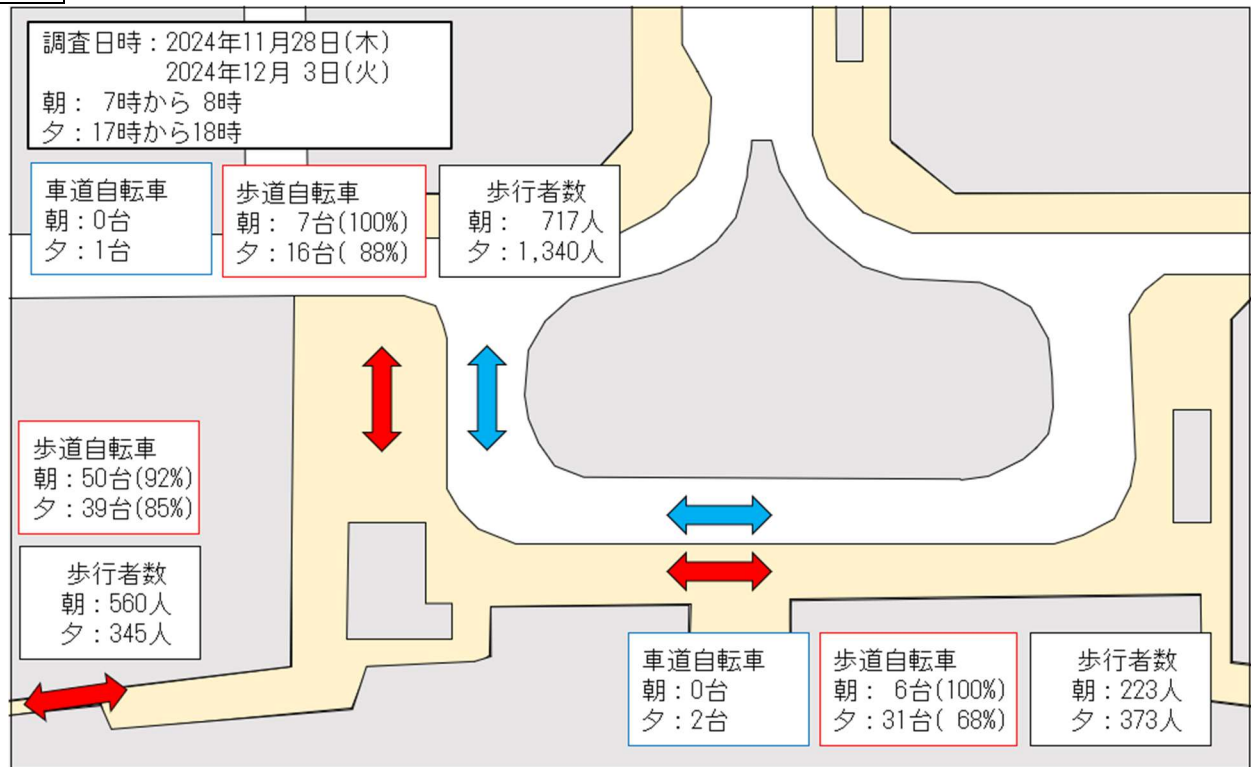 調査日時：2024年11月28日(木)
2024年12月 3日(火)
朝： 7時から 8時
夕：17時から18時
車道自転車
朝：0台
夕：1台
歩道自転車
朝： 7台(100%)
夕：16台( 88%)
歩行者数
朝： 717人
夕：1,340人
歩道自転車
朝：50台(92%)
夕：39台(85%)
歩行者数
朝：560人
夕：345人
車道自転車
朝：0台
夕：2台
歩道自転車
朝： 6台(100%)
夕：31台( 68%)
歩行者数
朝：223人
夕：373人